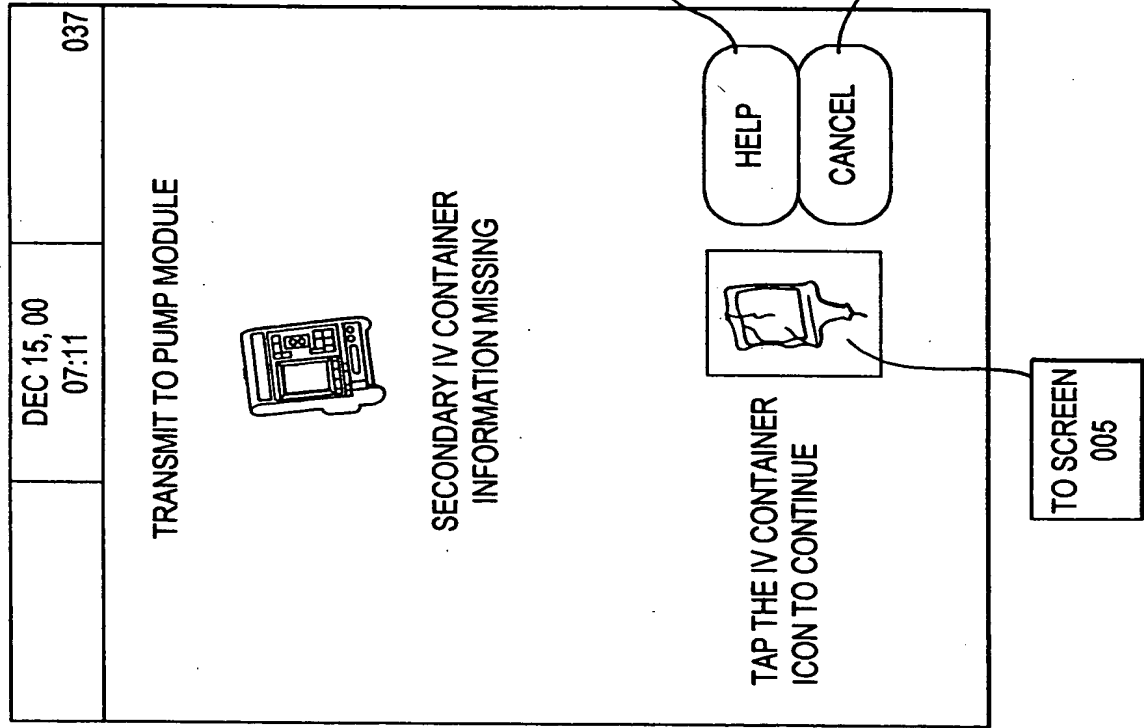 DEC 15, 00
07:11
037
TRANSMIT TO PUMP MODULE
SECONDARY IV CONTAINER
INFORMATION MISSING
TAP THE IV CONTAINER
ICON TO CONTINUE
HELP
CANCEL
TO SCREEN
005